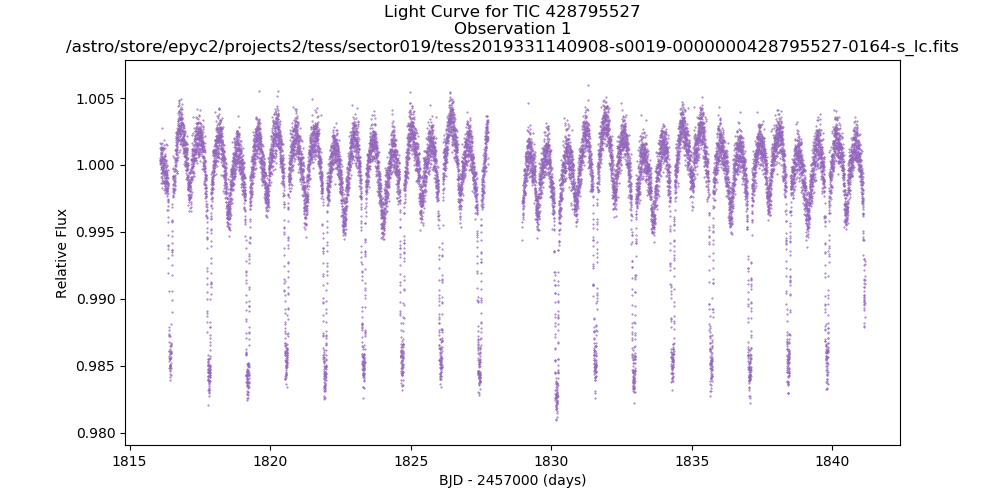 Light Curve for TIC 428795527
Observation 1
/astro/store/epyc2/projects2/tess/sector019/tess2019331140908-s0019-0000000428795527-0164-s_lc.fits
1.005
1.000
0.995
0.990
0.985
0.980
Relative Flux
1815
1820
1825
1830
1835
1840
BJD - 2457000 (days)